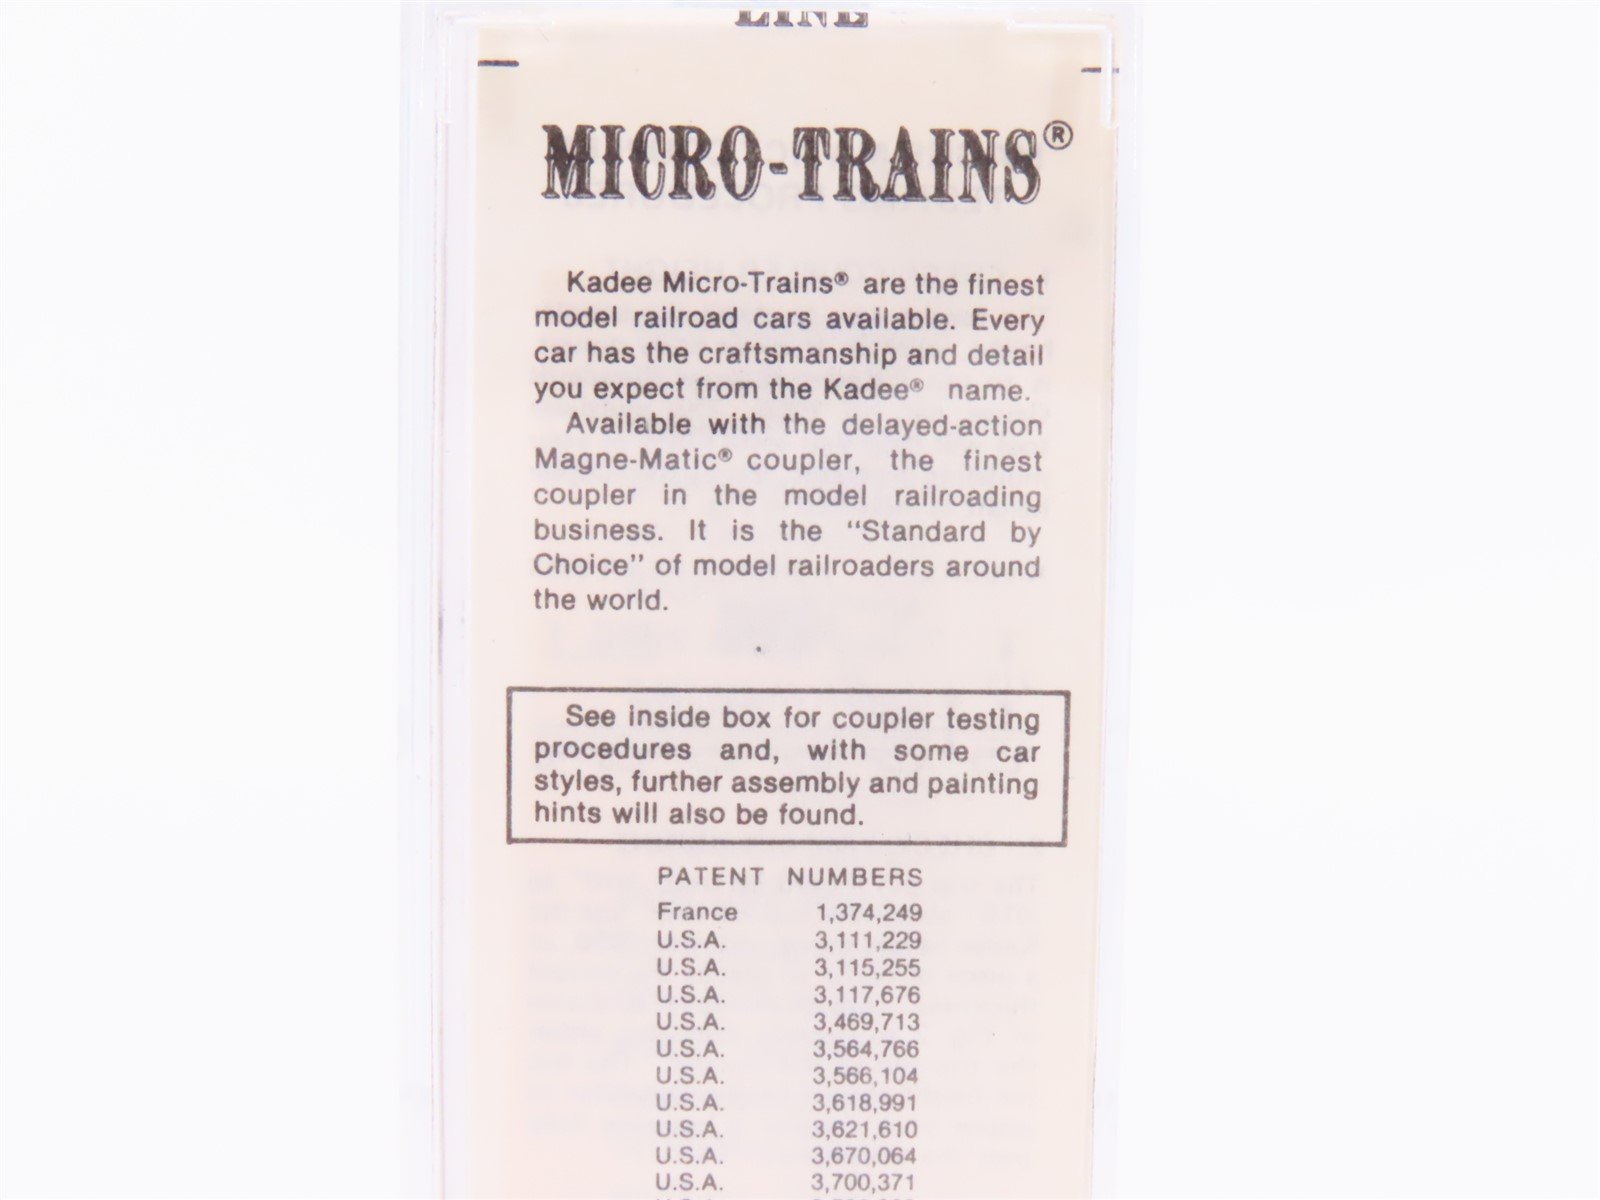 LINE
MICRO-TRAINS®
Kadee Micro-Trains® are the finest
model railroad cars available. Every
car has the craftsmanship and detail
you expect from the Kadee® name.
Available with the delayed-action
Magne-Matic® coupler, the finest
coupler in the model railroading
business. It is the "Standard by
Choice" of model railroaders around
the world.
See inside box for coupler testing
procedures and, with some car
styles, further assembly and painting
hints will also be found.
PATENT NUMBERS
France 1,374,249
U.S.A. 3,111,229
U.S.A. 3,115,255
U.S.A. 3,117,676
U.S.A. 3,469,713
U.S.A. 3,564,766
U.S.A. 3,566,104
U.S.A. 3,618,991
U.S.A. 3,621,610
U.S.A. 3,670,064
U.S.A. 3,700,371